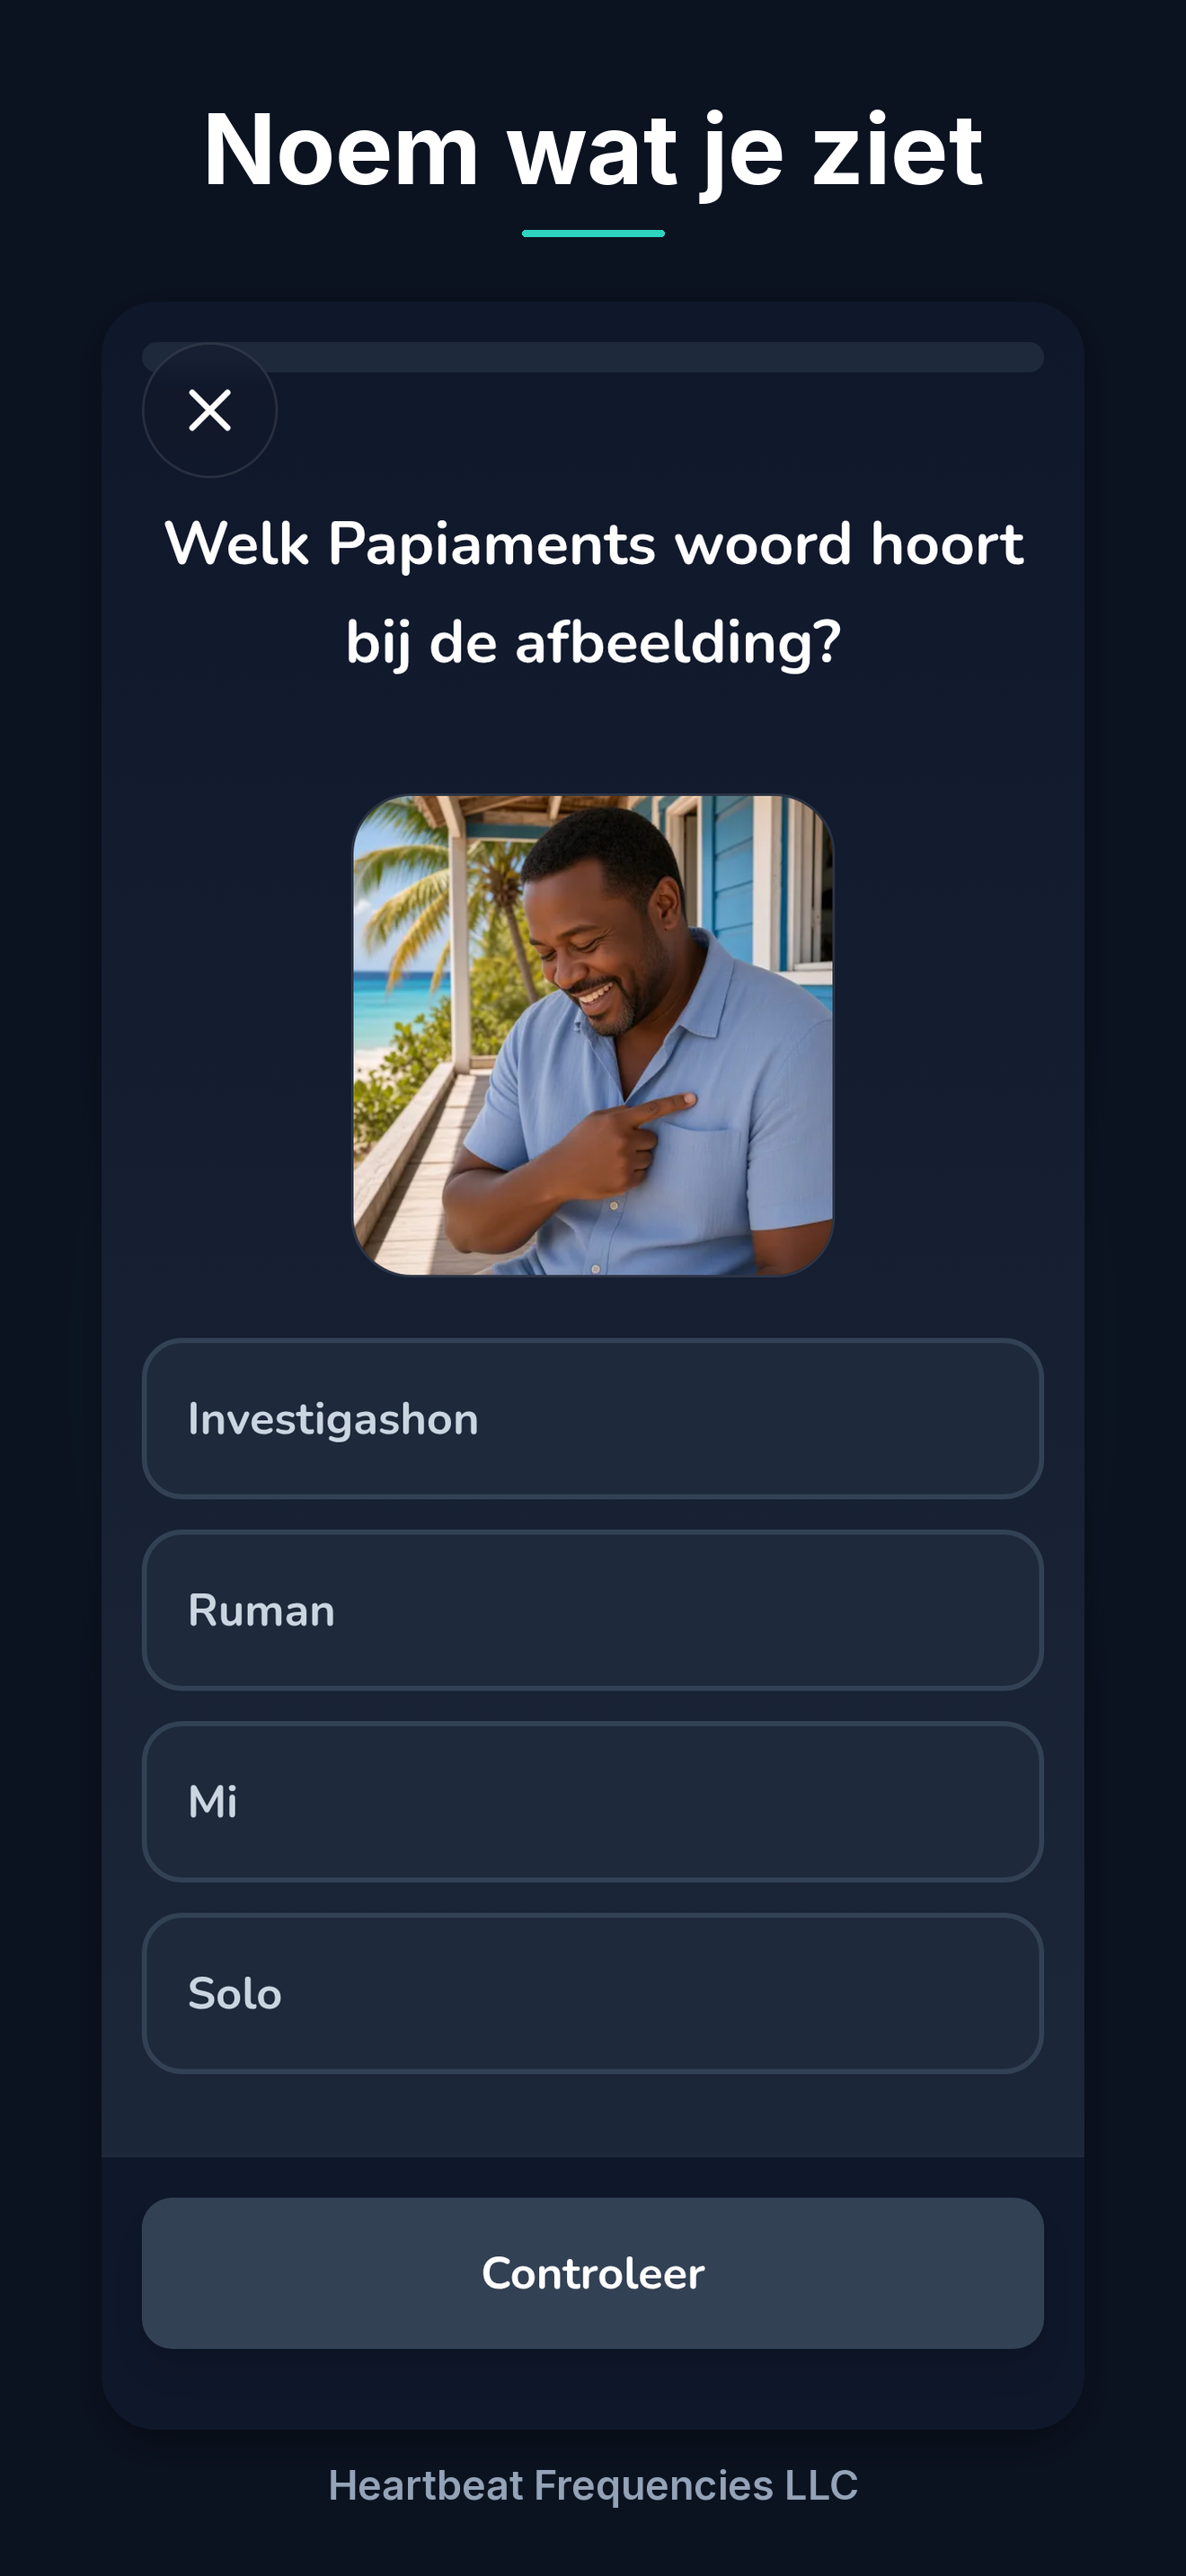 Noem wat je ziet
Welk Papiaments woord hoort
bij de afbeelding?
Investigashon
Ruman
Mi
Solo
Controleer
Heartbeat Frequencies LLC